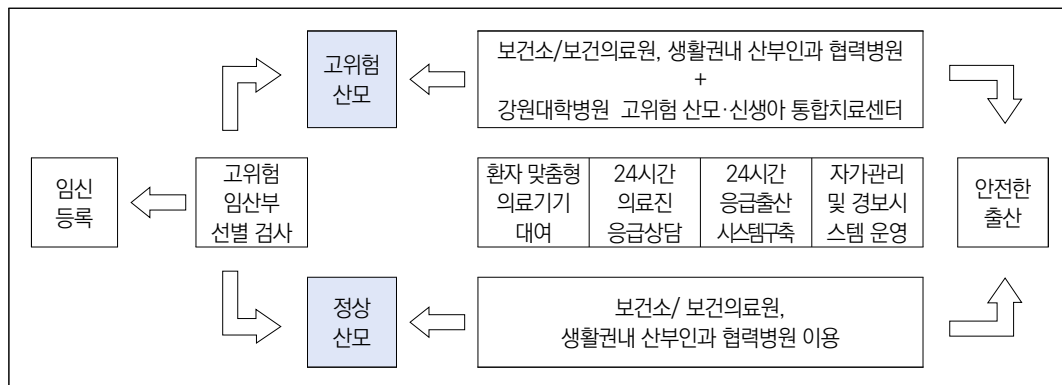 고위험
산모
보건소/보건의료원, 생활권내 산부인과 협력병원
+
강원대학병원 고위험 산모·신생아 통합치료센터
임신
등록
고위험
임산부
선별 검사
환자 맞춤형
의료기기
대여
24시간
의료진
응급상담
24시간
응급출산
시스템구축
자가관리
및 경보시
스템 운영
안전한
출산
정상
산모
보건소/ 보건의료원,
생활권내 산부인과 협력병원 이용